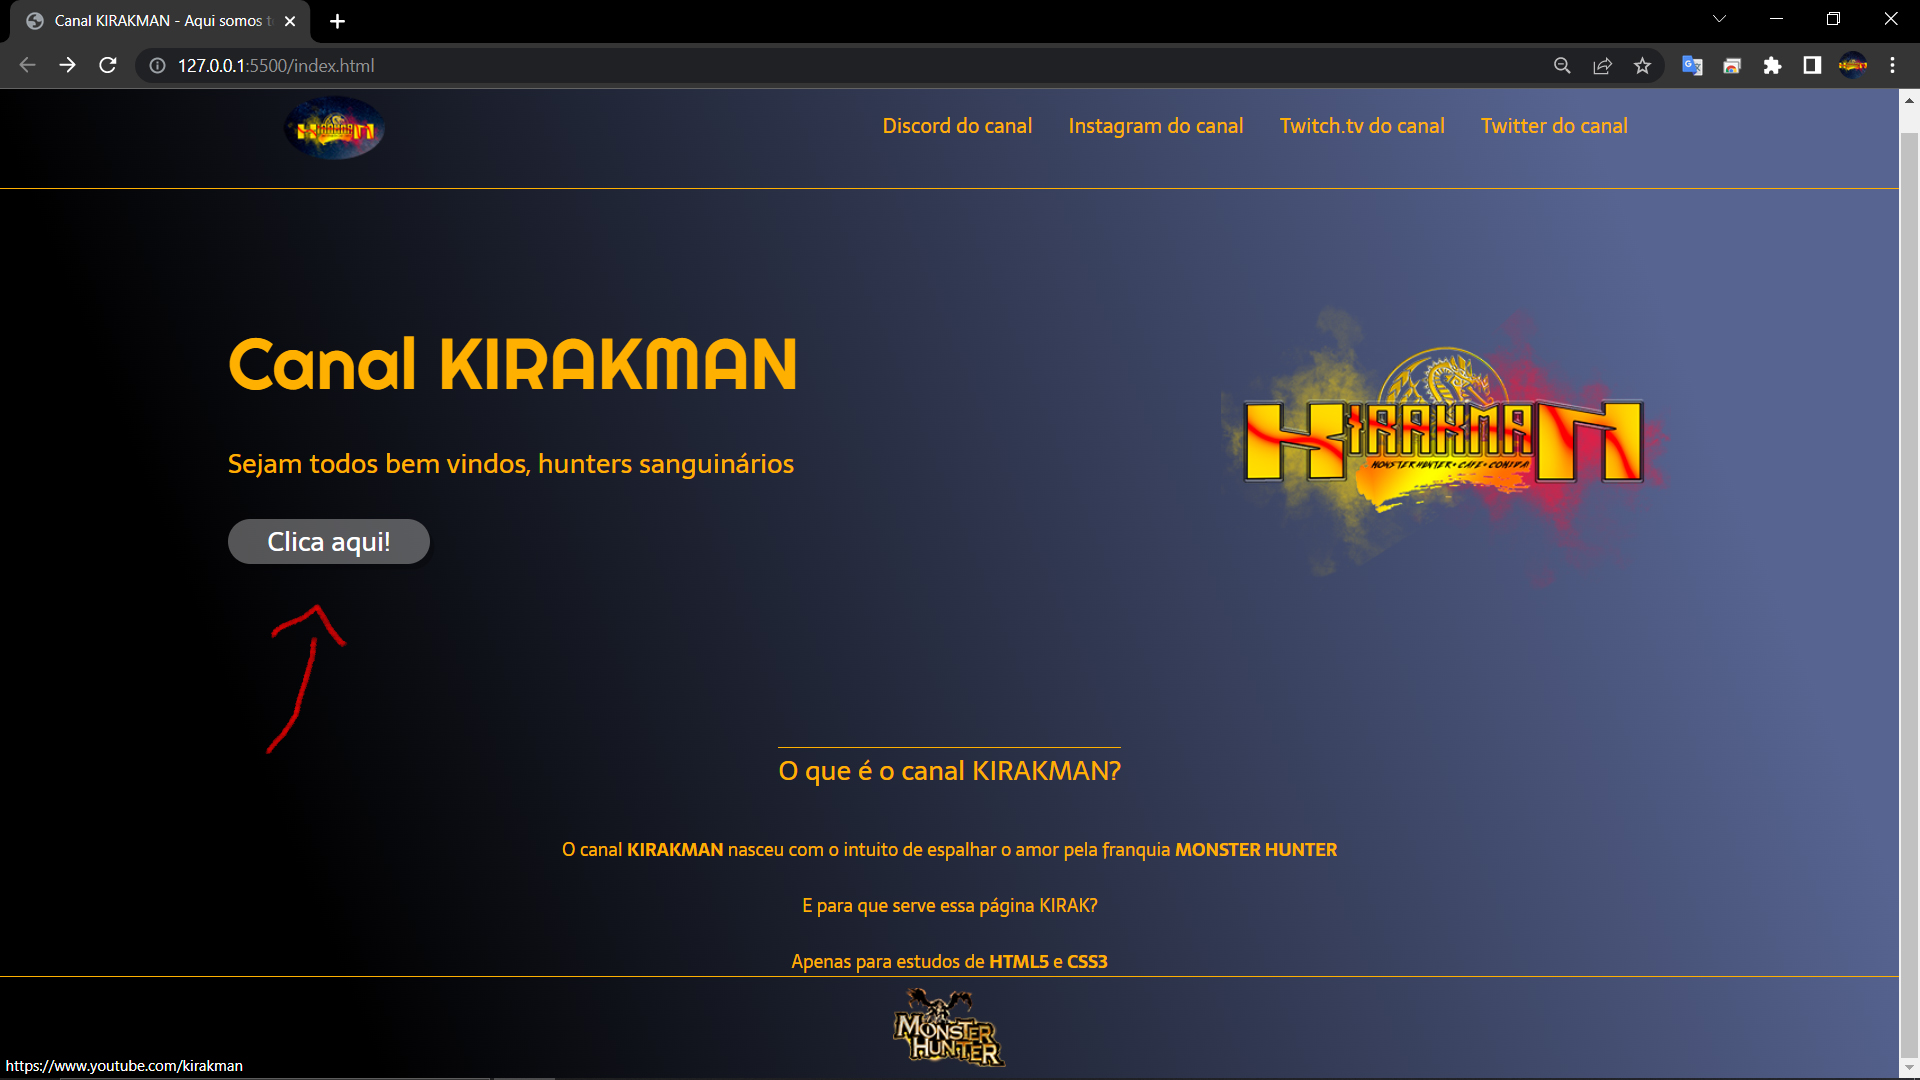 Canal KIRAKMAN - Aqui somos t
127.0.0.1:5500/index.html
KIRAKMAN
Discord do canal
Instagram do canal
Twitch.tv do canal
Twitter do canal
Canal KIRAKMAN
Sejam todos bem vindos, hunters sanguinários
Clica aqui!
KIRAKMAN
MONSTER HUNTER • CAFE • COMIDA
O que é o canal KIRAKMAN?
O canal KIRAKMAN nasceu com o intuito de espalhar o amor pela franquia MONSTER HUNTER
E para que serve essa página KIRAK?
Apenas para estudos de HTML5 e CSS3
MONSTER
HUNTER
https://www.youtube.com/kirakman